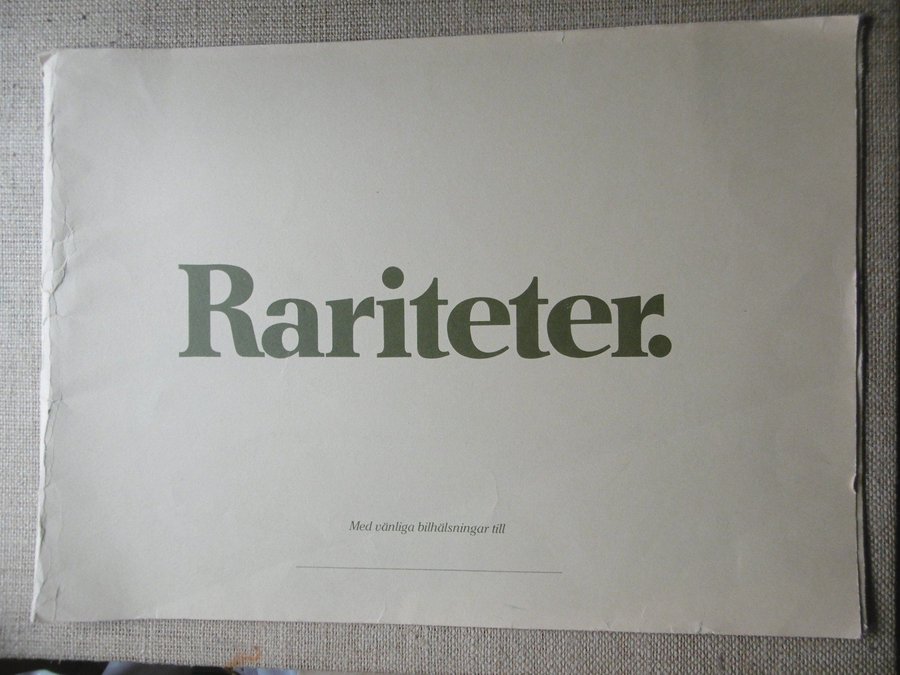 Rariteter.
Med vänliga bilhälsningar till